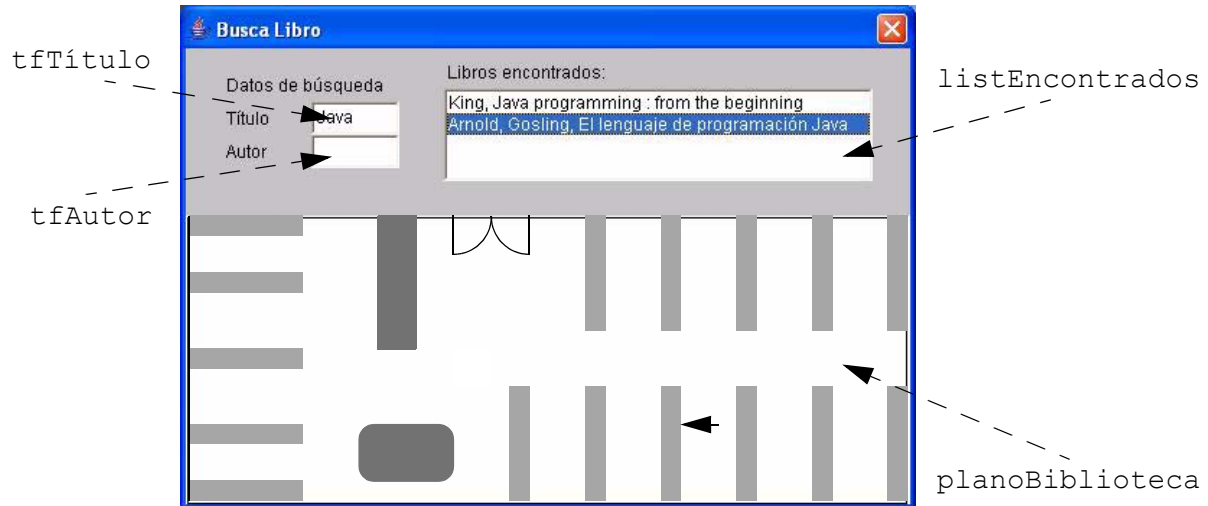 Busca Libro
tfTítulo
Libros encontrados:
listEncontrados
Datos de búsqueda
King, Java programming : from the beginning
Título Java
Arnold, Gosling, El lenguaje de programación Java
Autor
tfAutor
planoBiblioteca